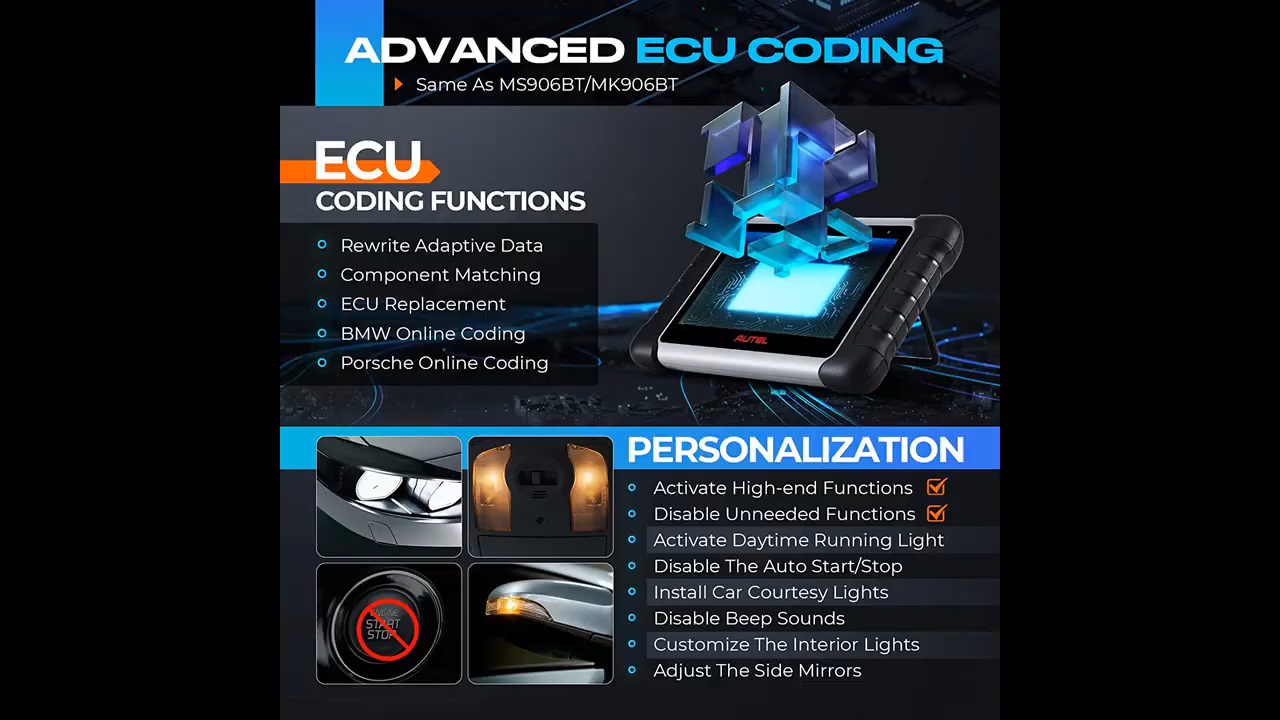 ADVANCED ECU CODING
Same As MS906BT/MK906BT
ECU
CODING FUNCTIONS
Rewrite Adaptive Data
Component Matching
ECU Replacement
BMW Online Coding
Porsche Online Coding
AUTEL
PERSONALIZATION
Activate High-end Functions
Disable Unneeded Functions
Activate Daytime Running Light
Disable The Auto Start/Stop
Install Car Courtesy Lights
Disable Beep Sounds
Customize The Interior Lights
Adjust The Side Mirrors
ENGINE
START
STOP